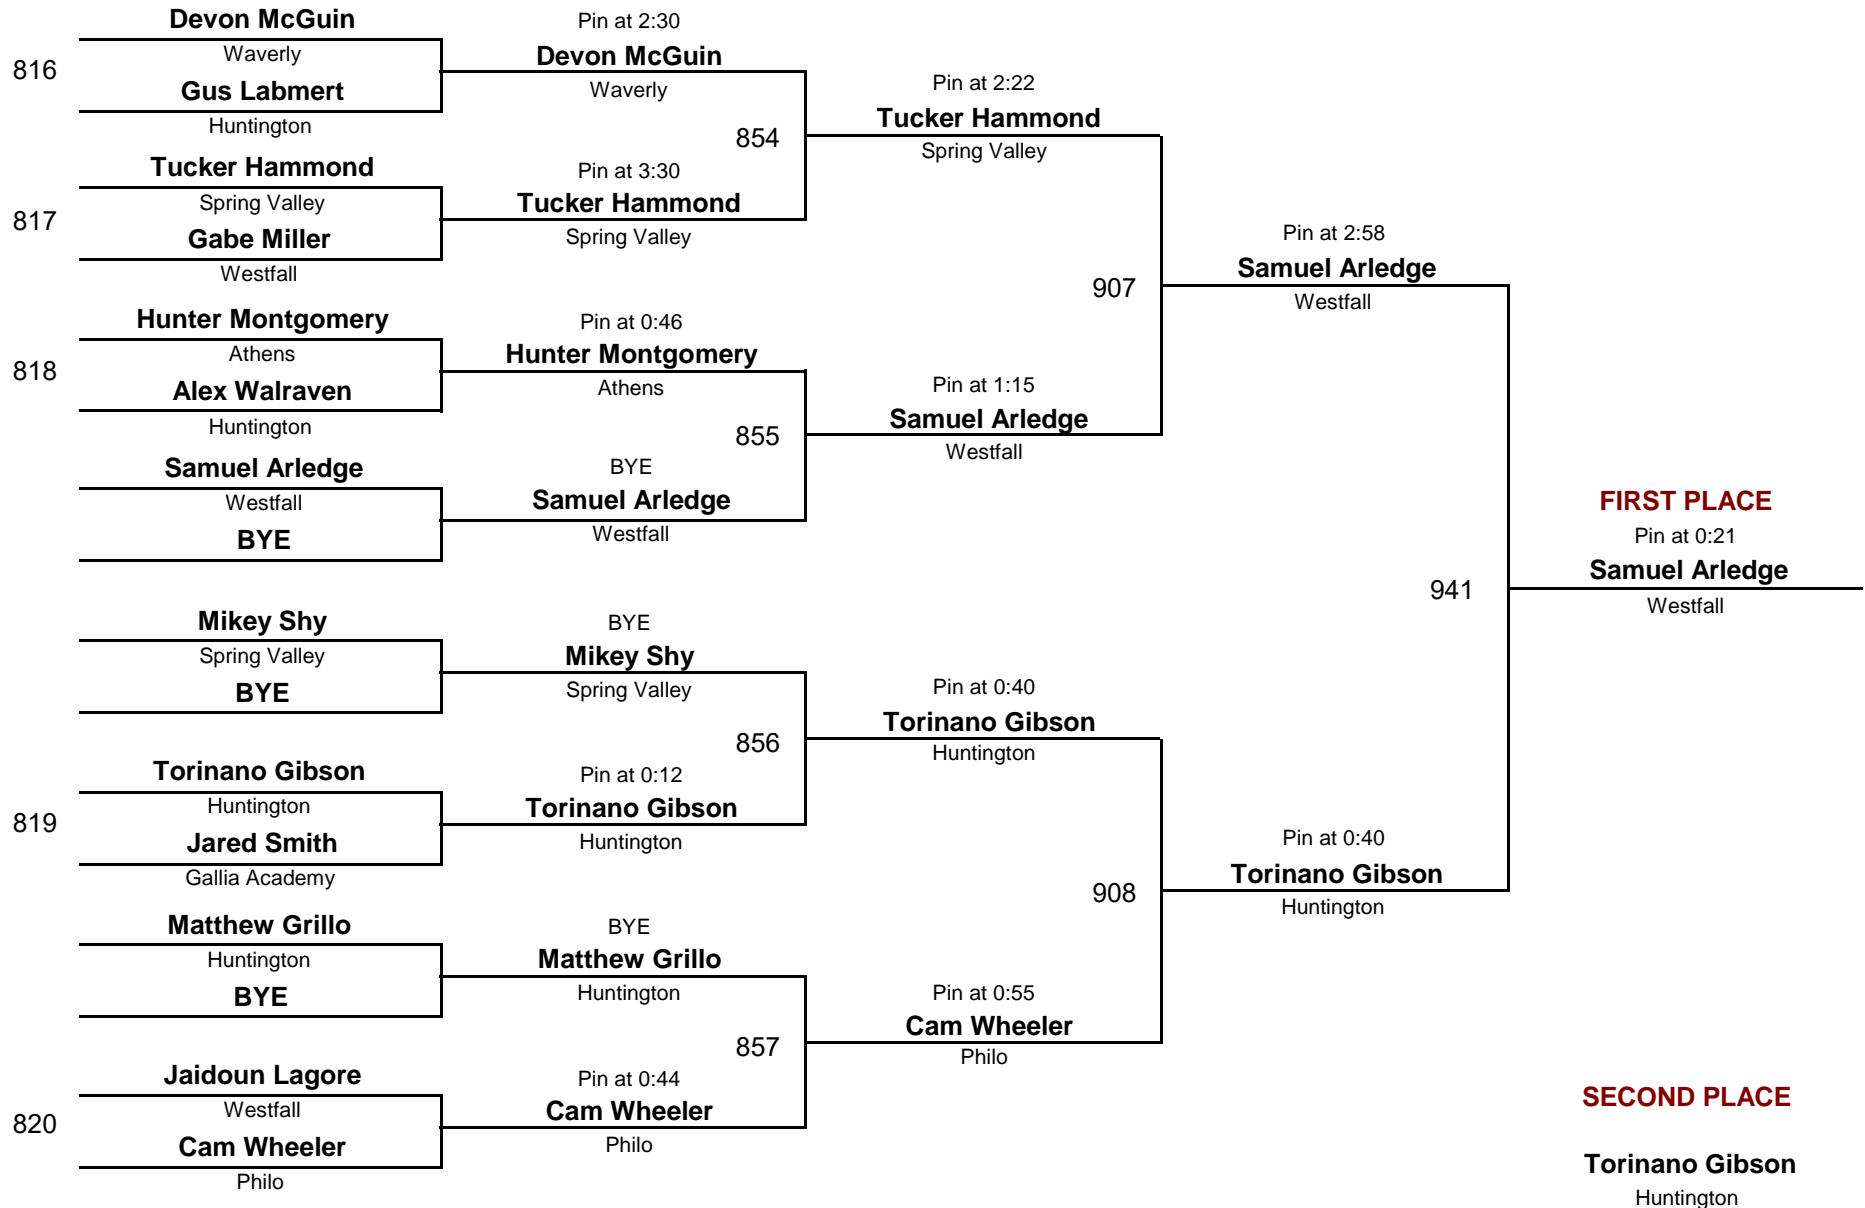 Devon McGuin
Waverly
816
Gus Labmert
Huntington
Tucker Hammond
Spring Valley
817
Gabe Miller
Westfall
Hunter Montgomery
Athens
818
Alex Walraven
Huntington
Samuel Arledge
Westfall
BYE
Mikey Shy
Spring Valley
BYE
Torinano Gibson
Huntington
819
Jared Smith
Gallia Academy
Matthew Grillo
Huntington
BYE
Jaidoun Lagore
Westfall
820
Cam Wheeler
Philo
Pin at 2:30
Devon McGuin
Waverly
854
Pin at 3:30
Tucker Hammond
Spring Valley
Pin at 0:46
Hunter Montgomery
Athens
855
BYE
Samuel Arledge
Westfall
BYE
Mikey Shy
Spring Valley
856
Pin at 0:12
Torinano Gibson
Huntington
BYE
Matthew Grillo
Huntington
857
Pin at 0:44
Cam Wheeler
Philo
Pin at 2:22
Tucker Hammond
Spring Valley
907
Pin at 1:15
Samuel Arledge
Westfall
Pin at 0:40
Torinano Gibson
Huntington
908
Pin at 0:55
Cam Wheeler
Philo
Pin at 2:58
Samuel Arledge
Westfall
941
Pin at 0:40
Torinano Gibson
Huntington
FIRST PLACE
Pin at 0:21
Samuel Arledge
Westfall
SECOND PLACE
Torinano Gibson
Huntington